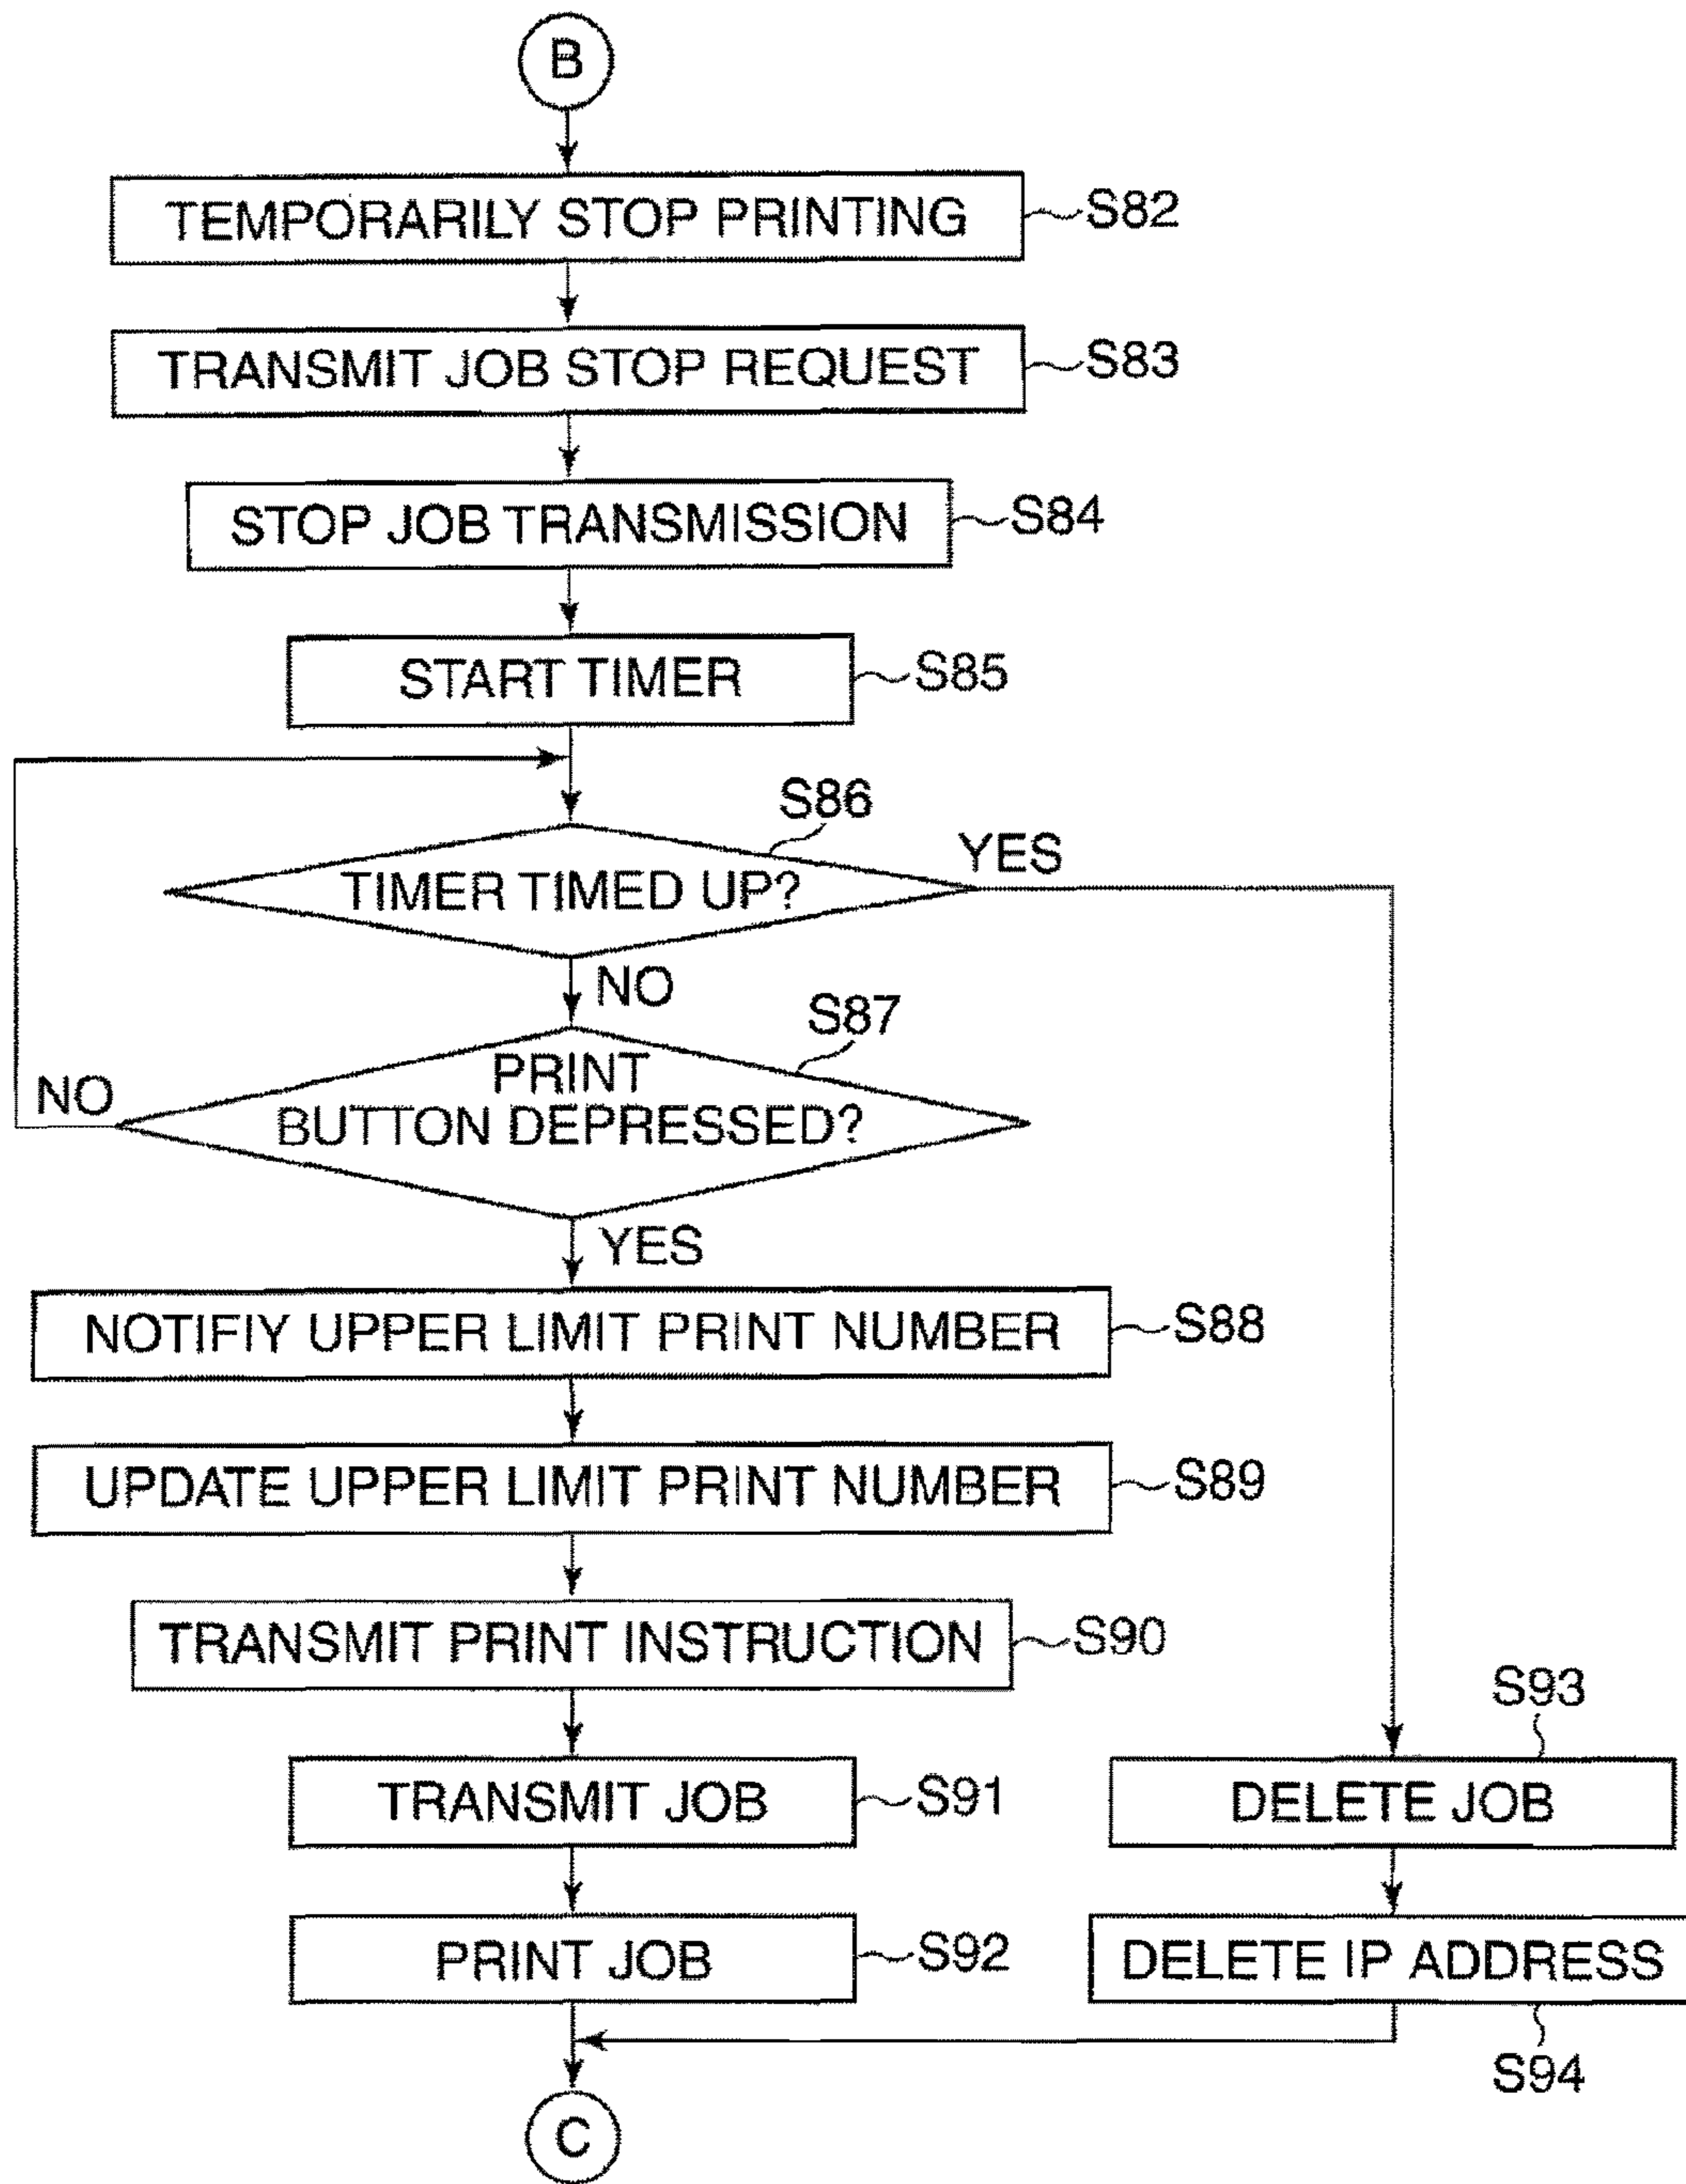 B
TEMPORARILY STOP PRINTING
S82
TRANSMIT JOB STOP REQUEST
S83
STOP JOB TRANSMISSION
S84
START TIMER
S85
S86
TIMER TIMED UP?
YES
NO
S87
PRINT
BUTTON DEPRESSED?
NO
YES
NOTIFIY UPPER LIMIT PRINT NUMBER
S88
UPDATE UPPER LIMIT PRINT NUMBER
S89
TRANSMIT PRINT INSTRUCTION
S90
TRANSMIT JOB
S91
S93
DELETE JOB
PRINT JOB
S92
DELETE IP ADDRESS
S94
C